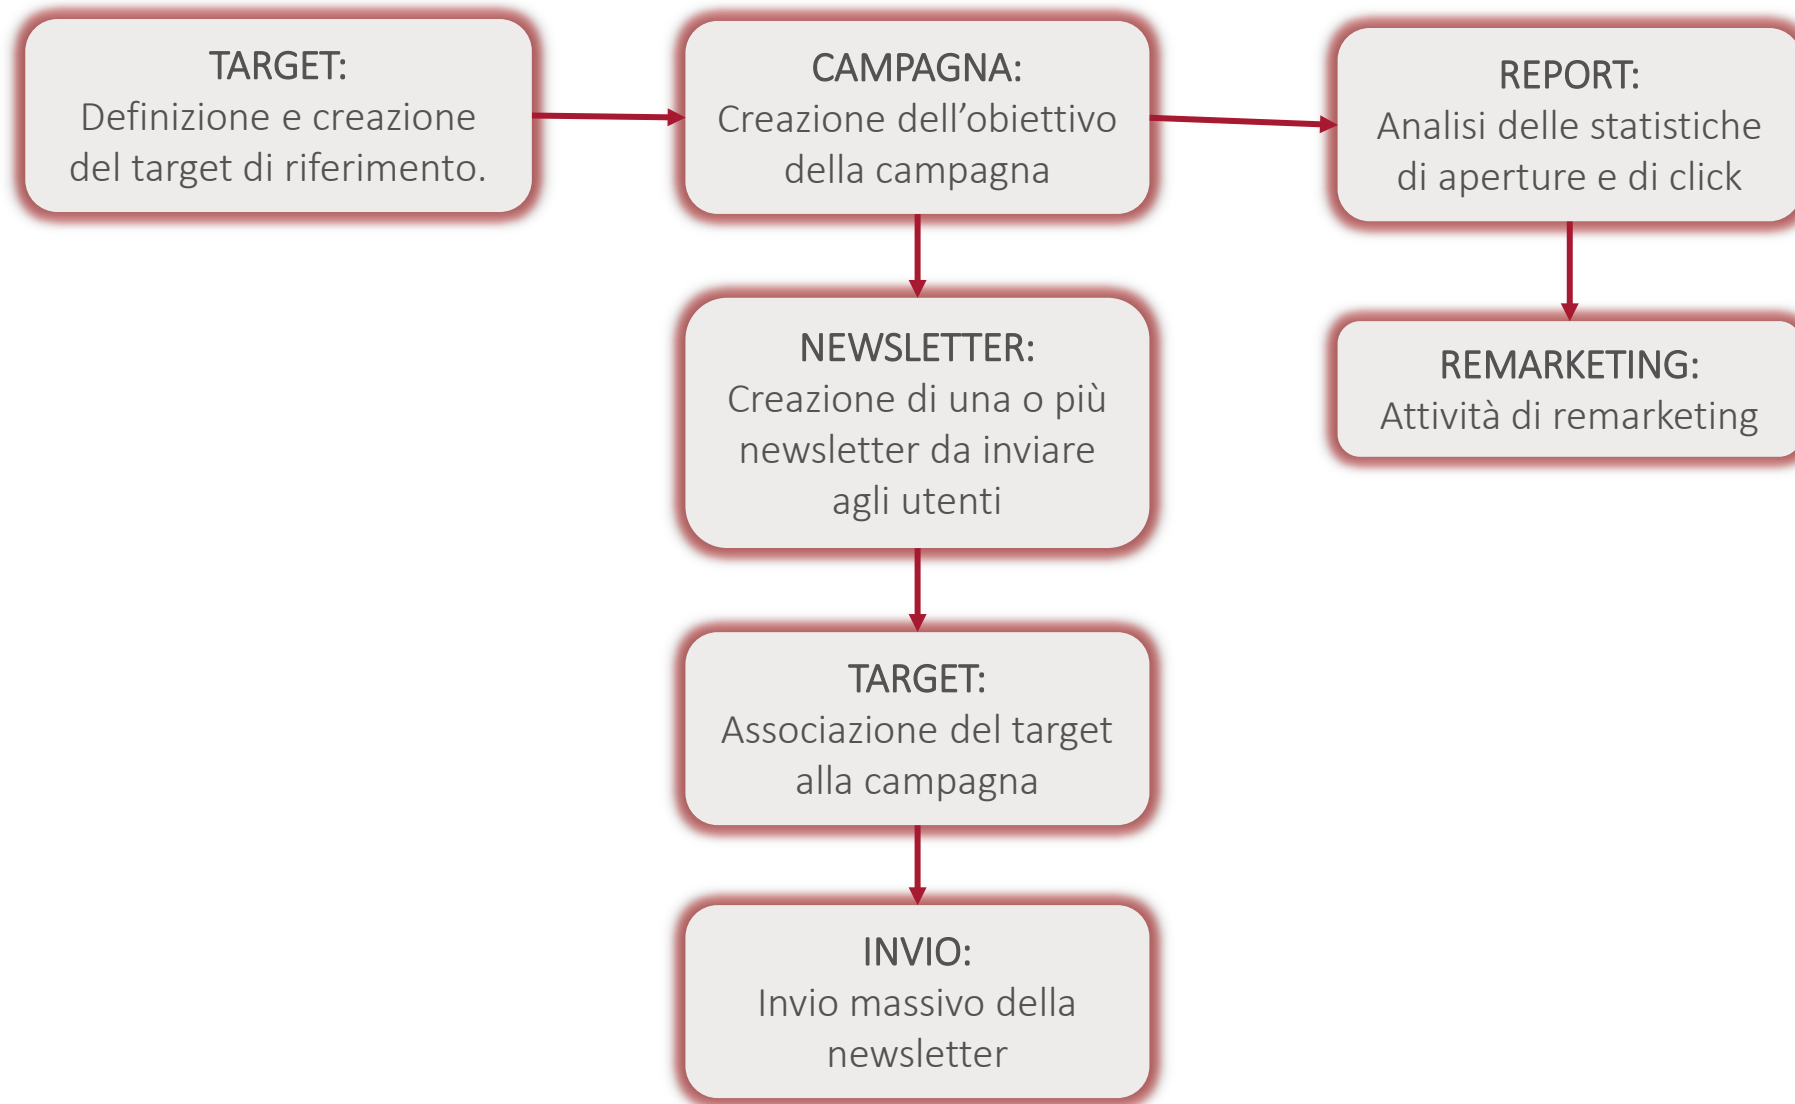 TARGET:
Definizione e creazione
del target di riferimento.
CAMPAGNA:
Creazione dell’obiettivo
della campagna
REPORT:
Analisi delle statistiche
di aperture e di click
NEWSLETTER:
Creazione di una o più
newsletter da inviare
agli utenti
REMARKETING:
Attività di remarketing
TARGET:
Associazione del target
alla campagna
INVIO:
Invio massivo della
newsletter